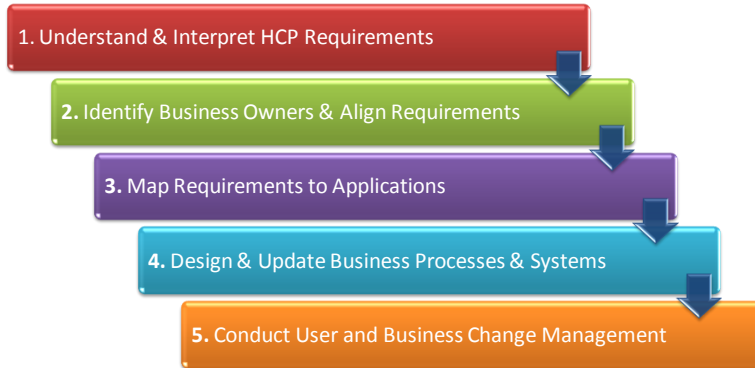 1. Understand & Interpret HCP Requirements
2. Identify Business Owners & Align Requirements
3. Map Requirements to Applications
4. Design & Update Business Processes & Systems
5. Conduct User and Business Change Management